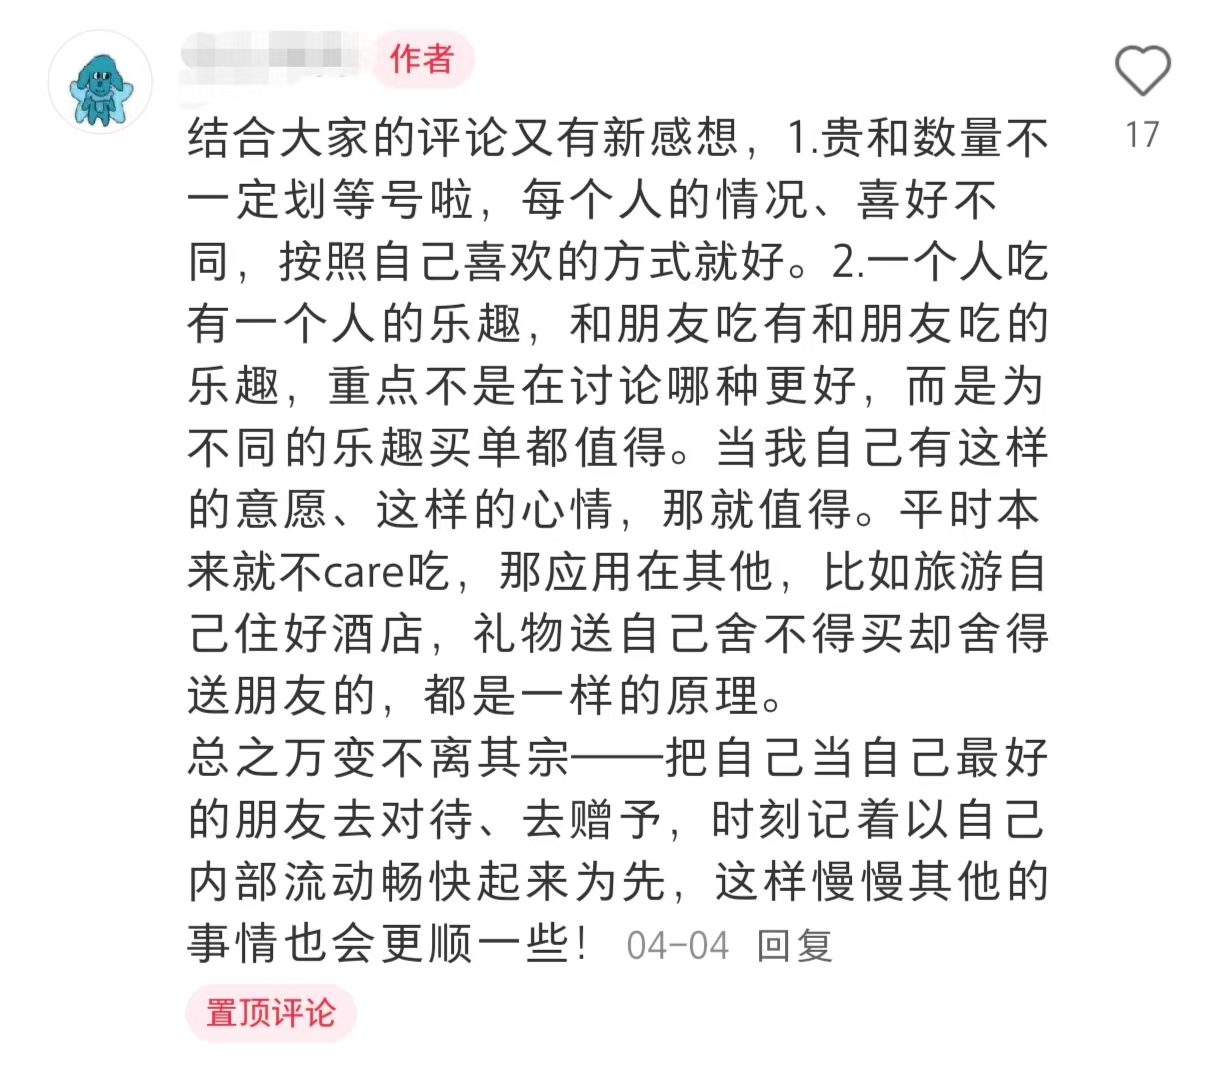 作者
结合大家的评论又有新感想，1.贵和数量不
一定划等号啦，每个人的情况、喜好不
同，按照自己喜欢的方式就好。2.一个人吃
有一个人的乐趣，和朋友吃有和朋友吃的
乐趣，重点不是在讨论哪种更好，而是为
不同的乐趣买单都值得。当我自己有这样
的意愿、这样的心情，那就值得。平时本
来就不care吃，那应用在其他，比如旅游自
己住好酒店，礼物送自己舍不得买却舍得
送朋友的，都是一样的原理。
总之万变不离其宗——把自己当自己最好
的朋友去对待、去赠予，时刻记着以自己
内部流动畅快起来为先，这样慢慢其他的
事情也会更顺一些！ 04-04 回复
置顶评论
17